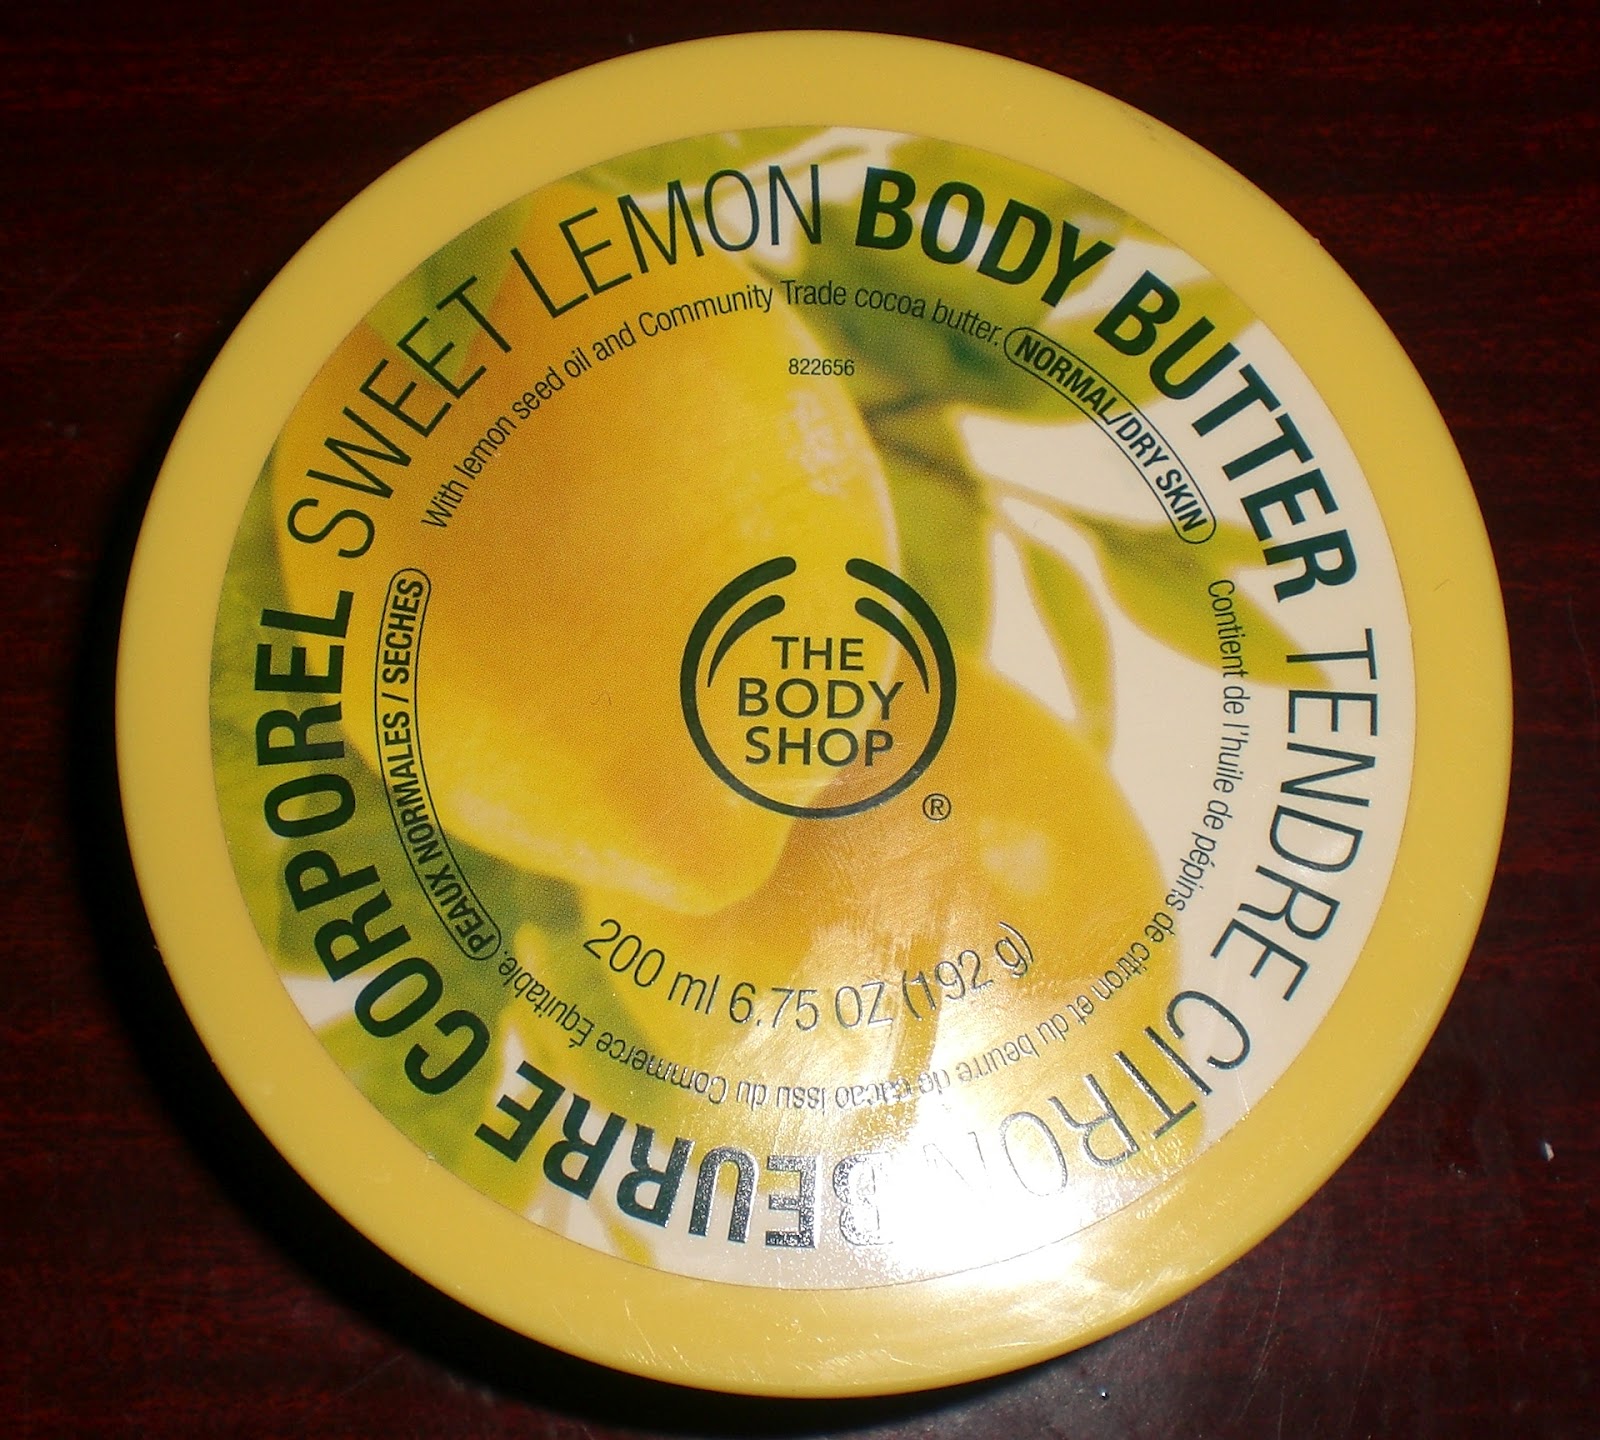 SWEET LEMON BODY BUTTER
With lemon seed oil and Community Trade cocoa butter. NORMAL/DRY SKIN
822656
THE
BODY
SHOP
®
200 ml 6.75 OZ (192 g)
TENDRE CITRON BEURRE CORPOREL
Contient de l'huile de pépins de citron et du beurre de cacao issu du Commerce Équitable. PEAUX NORMALES / SECHES